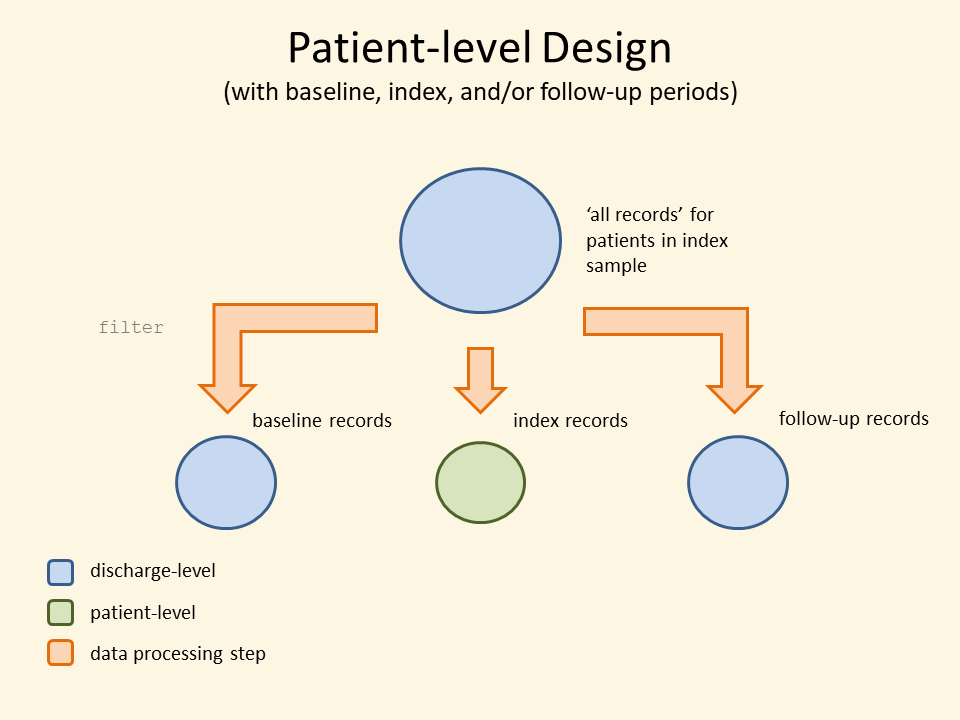 Patient-level Design
(with baseline, index, and/or follow-up periods)
‘all records’ for
patients in index
sample
filter
baseline records
index records
follow-up records
discharge-level
patient-level
data processing step